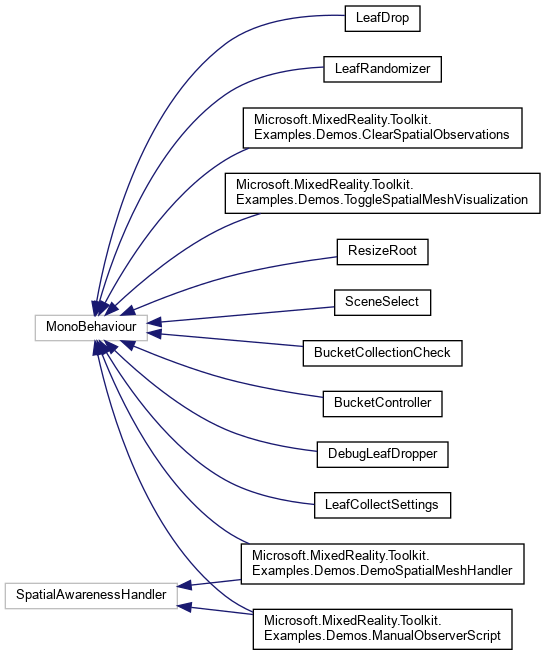 LeafDrop
LeafRandomizer
Microsoft.MixedReality.Toolkit.
Examples.Demos.ClearSpatialObservations
Microsoft.MixedReality.Toolkit.
Examples.Demos.ToggleSpatialMeshVisualization
ResizeRoot
SceneSelect
MonoBehaviour
BucketCollectionCheck
BucketController
DebugLeafDropper
LeafCollectSettings
Microsoft.MixedReality.Toolkit.
Examples.Demos.DemoSpatialMeshHandler
SpatialAwarenessHandler
Microsoft.MixedReality.Toolkit.
Examples.Demos.ManualObserverScript